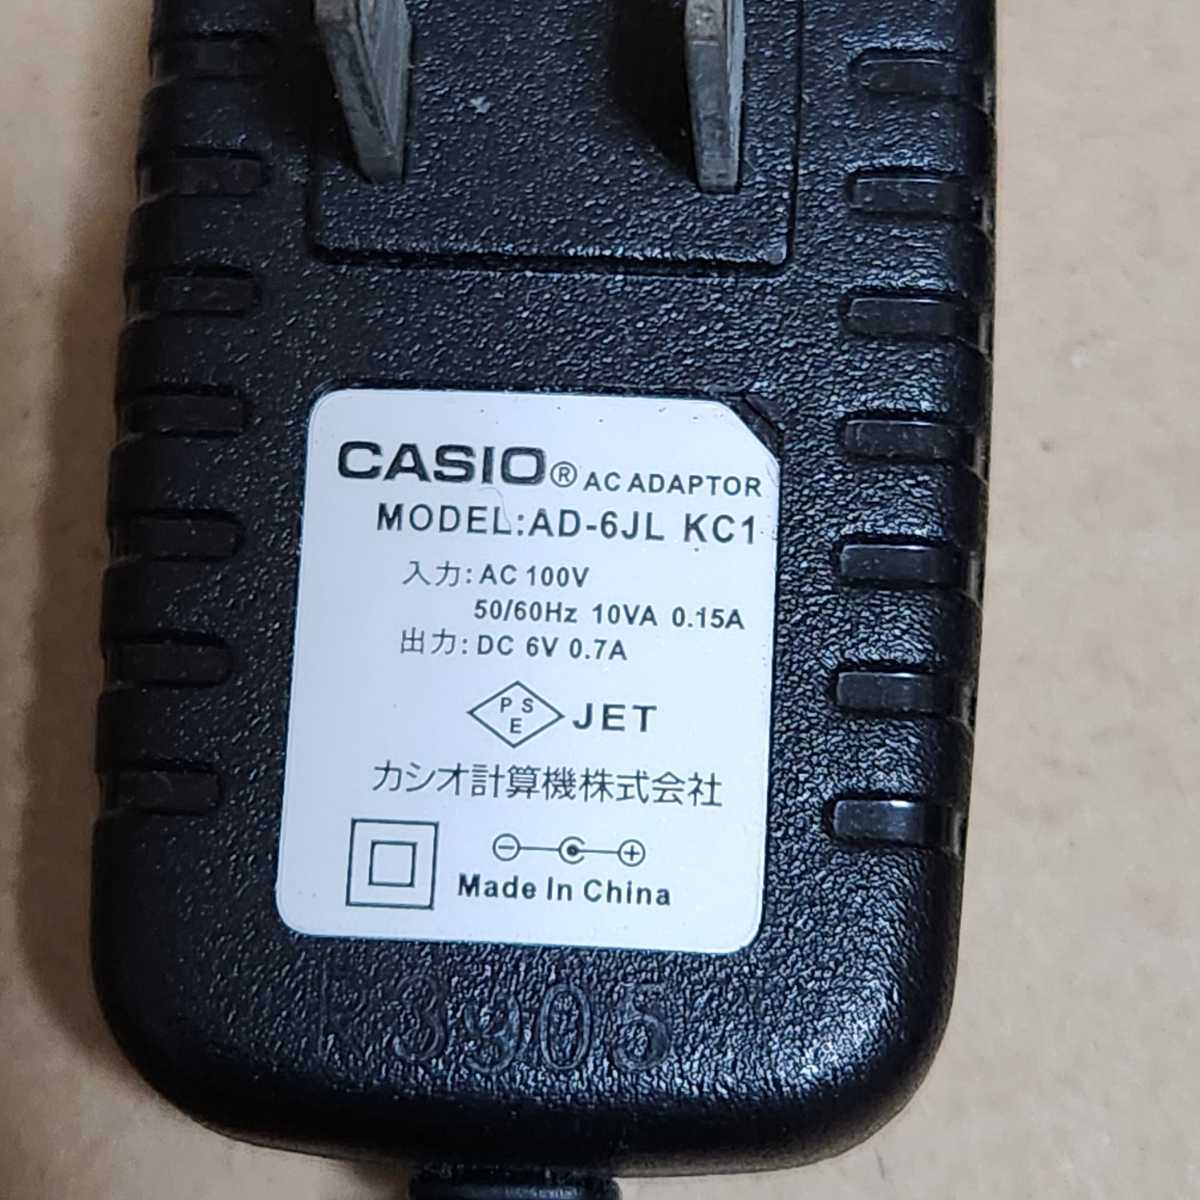 CASIO® AC ADAPTOR
MODEL:AD-6JL KC1
入力: AC 100V
50/60Hz 10VA 0.15A
出力: DC 6V 0.7A
PSE JET
カシオ計算機株式会社
Made In China